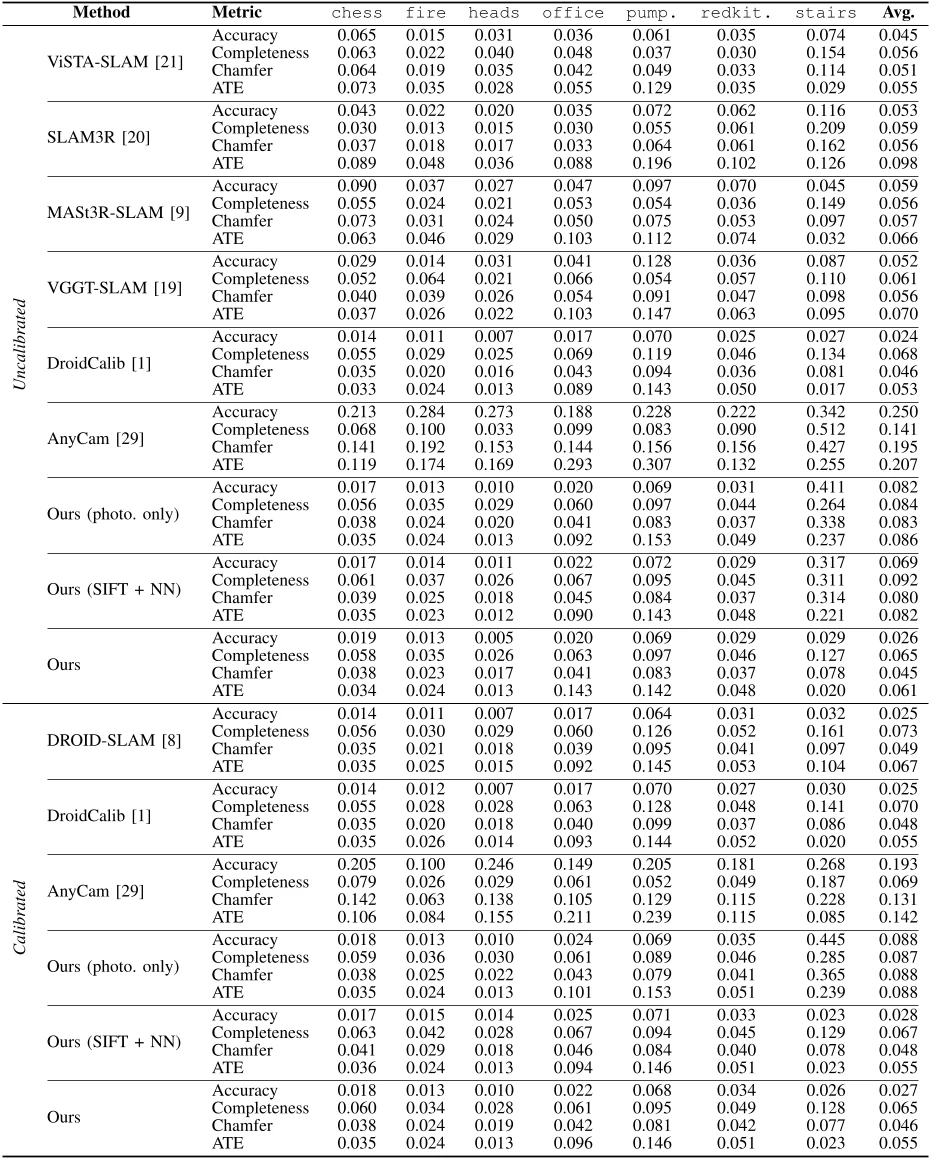 Method Metric chess fire heads office pump. redkit. stairs Avg.
Uncalibrated
ViSTA-SLAM [21]
Accuracy 0.065 0.015 0.031 0.036 0.061 0.035 0.074 0.045
Completeness 0.063 0.022 0.040 0.048 0.037 0.030 0.154 0.056
Chamfer 0.064 0.019 0.035 0.042 0.049 0.033 0.114 0.051
ATE 0.073 0.035 0.028 0.055 0.129 0.035 0.029 0.055
SLAM3R [20]
Accuracy 0.043 0.022 0.020 0.035 0.072 0.062 0.116 0.053
Completeness 0.030 0.013 0.015 0.030 0.055 0.061 0.209 0.059
Chamfer 0.037 0.018 0.017 0.033 0.064 0.061 0.162 0.056
ATE 0.089 0.048 0.036 0.088 0.196 0.102 0.126 0.098
MASt3R-SLAM [9]
Accuracy 0.090 0.037 0.027 0.047 0.097 0.070 0.045 0.059
Completeness 0.055 0.024 0.021 0.053 0.054 0.036 0.149 0.056
Chamfer 0.073 0.031 0.024 0.050 0.075 0.053 0.097 0.057
ATE 0.063 0.046 0.029 0.103 0.112 0.074 0.032 0.066
VGGT-SLAM [19]
Accuracy 0.029 0.014 0.031 0.041 0.128 0.036 0.087 0.052
Completeness 0.052 0.064 0.021 0.066 0.054 0.057 0.110 0.061
Chamfer 0.040 0.039 0.026 0.054 0.091 0.047 0.098 0.056
ATE 0.037 0.026 0.022 0.103 0.147 0.063 0.095 0.070
DroidCalib [1]
Accuracy 0.014 0.011 0.007 0.017 0.070 0.025 0.027 0.024
Completeness 0.055 0.029 0.025 0.069 0.119 0.046 0.134 0.068
Chamfer 0.035 0.020 0.016 0.043 0.094 0.036 0.081 0.046
ATE 0.033 0.024 0.013 0.089 0.143 0.050 0.017 0.053
AnyCam [29]
Accuracy 0.213 0.284 0.273 0.188 0.228 0.222 0.342 0.250
Completeness 0.068 0.100 0.033 0.099 0.083 0.090 0.512 0.141
Chamfer 0.141 0.192 0.153 0.144 0.156 0.156 0.427 0.195
ATE 0.119 0.174 0.169 0.293 0.307 0.132 0.255 0.207
Ours (photo. only)
Accuracy 0.017 0.013 0.010 0.020 0.069 0.031 0.411 0.082
Completeness 0.056 0.035 0.029 0.060 0.097 0.044 0.264 0.084
Chamfer 0.038 0.024 0.020 0.041 0.083 0.037 0.338 0.083
ATE 0.035 0.024 0.013 0.092 0.153 0.049 0.237 0.086
Ours (SIFT + NN)
Accuracy 0.017 0.014 0.011 0.022 0.072 0.029 0.317 0.069
Completeness 0.061 0.037 0.026 0.067 0.095 0.045 0.311 0.092
Chamfer 0.039 0.025 0.018 0.045 0.084 0.037 0.314 0.080
ATE 0.035 0.023 0.012 0.090 0.143 0.048 0.221 0.082
Ours
Accuracy 0.019 0.013 0.005 0.020 0.069 0.029 0.029 0.026
Completeness 0.058 0.035 0.026 0.063 0.097 0.046 0.127 0.065
Chamfer 0.038 0.023 0.017 0.041 0.083 0.037 0.078 0.045
ATE 0.034 0.024 0.013 0.143 0.142 0.048 0.020 0.061
Calibrated
DROID-SLAM [8]
Accuracy 0.014 0.011 0.007 0.017 0.064 0.031 0.032 0.025
Completeness 0.056 0.030 0.029 0.060 0.126 0.052 0.161 0.073
Chamfer 0.035 0.021 0.018 0.039 0.095 0.041 0.097 0.049
ATE 0.035 0.025 0.015 0.092 0.145 0.053 0.104 0.067
DroidCalib [1]
Accuracy 0.014 0.012 0.007 0.017 0.070 0.027 0.030 0.025
Completeness 0.055 0.028 0.028 0.063 0.128 0.048 0.141 0.070
Chamfer 0.035 0.020 0.018 0.040 0.099 0.037 0.086 0.048
ATE 0.035 0.026 0.014 0.093 0.144 0.052 0.020 0.055
AnyCam [29]
Accuracy 0.205 0.100 0.246 0.149 0.205 0.181 0.268 0.193
Completeness 0.079 0.026 0.029 0.061 0.052 0.049 0.187 0.069
Chamfer 0.142 0.063 0.138 0.105 0.129 0.115 0.228 0.131
ATE 0.106 0.084 0.155 0.211 0.239 0.115 0.085 0.142
Ours (photo. only)
Accuracy 0.018 0.013 0.010 0.024 0.069 0.035 0.445 0.088
Completeness 0.059 0.036 0.030 0.061 0.089 0.046 0.285 0.087
Chamfer 0.038 0.025 0.022 0.043 0.079 0.041 0.365 0.088
ATE 0.035 0.024 0.013 0.101 0.153 0.051 0.239 0.088
Ours (SIFT + NN)
Accuracy 0.017 0.015 0.014 0.025 0.071 0.033 0.023 0.028
Completeness 0.063 0.042 0.028 0.067 0.094 0.045 0.129 0.067
Chamfer 0.041 0.029 0.018 0.046 0.084 0.040 0.078 0.048
ATE 0.036 0.024 0.013 0.094 0.146 0.051 0.023 0.055
Ours
Accuracy 0.018 0.013 0.010 0.022 0.068 0.034 0.026 0.027
Completeness 0.060 0.034 0.028 0.061 0.095 0.049 0.128 0.065
Chamfer 0.038 0.024 0.019 0.042 0.081 0.042 0.077 0.046
ATE 0.035 0.024 0.013 0.096 0.146 0.051 0.023 0.055